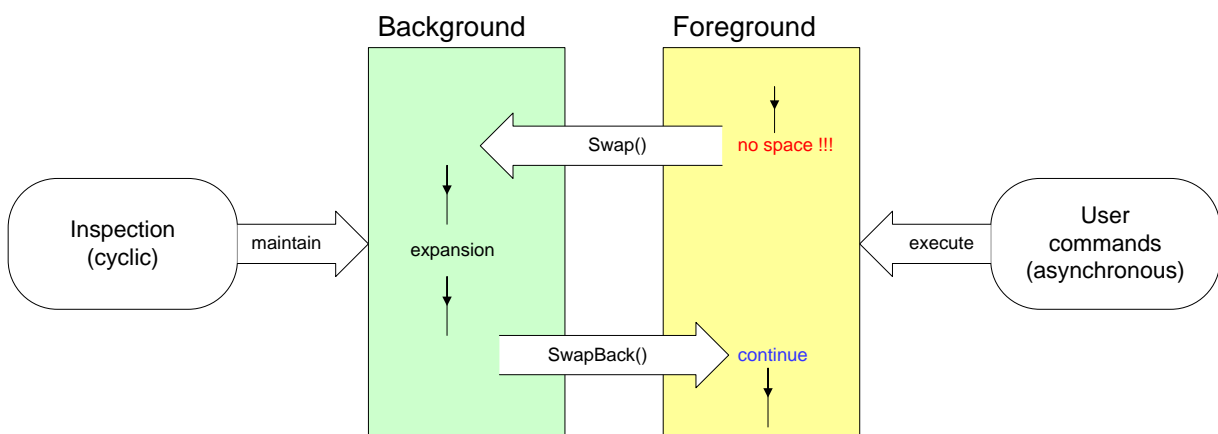 Background
Foreground
Swap()
no space !!!
Inspection
(cyclic)
maintain
expansion
execute
User
commands
(asynchronous)
SwapBack()
continue